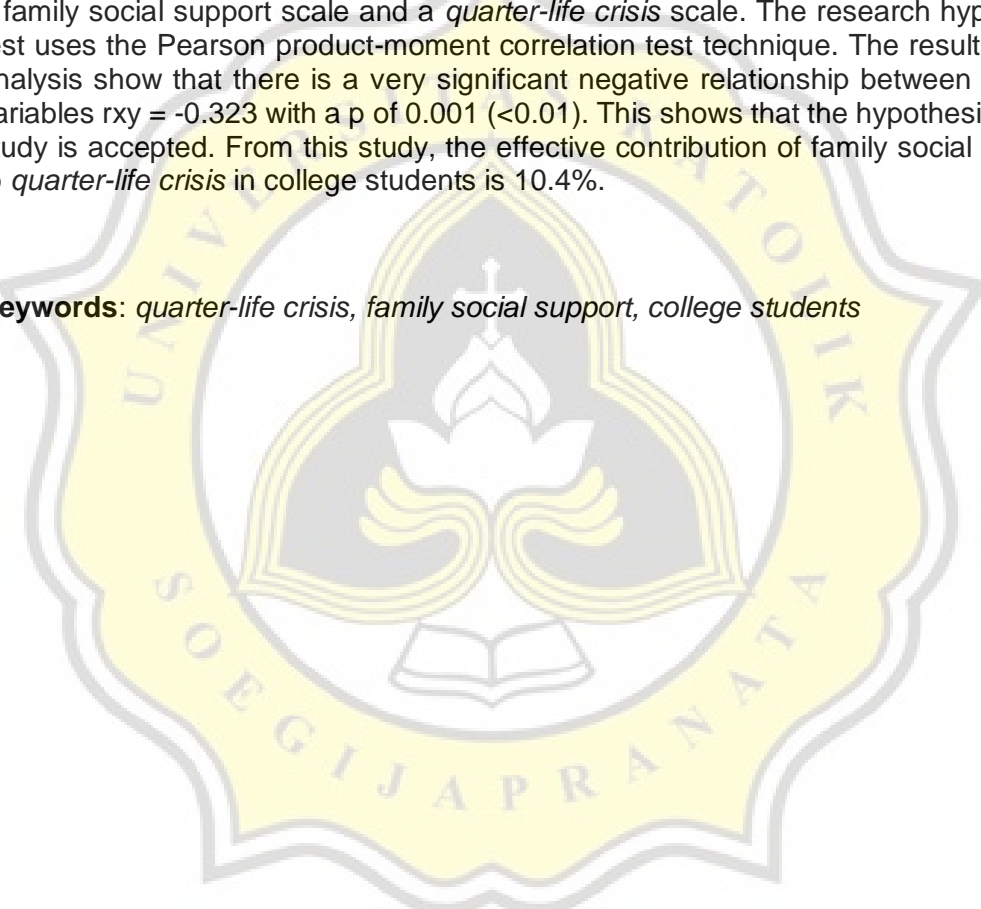 family social support scale and a quarter-life crisis scale. The research hyp
est uses the Pearson product-moment correlation test technique. The result
nalysis show that there is a very significant negative relationship between
ariables rxy = -0.323 with a p of 0.001 (<0.01). This shows that the hypothesi
tudy is accepted. From this study, the effective contribution of family social
quarter-life crisis in college students is 10.4%.
eywords: quarter-life crisis, family social support, college students
UNIVERSITAS KATOLIK
SOEGIJAPRANATA